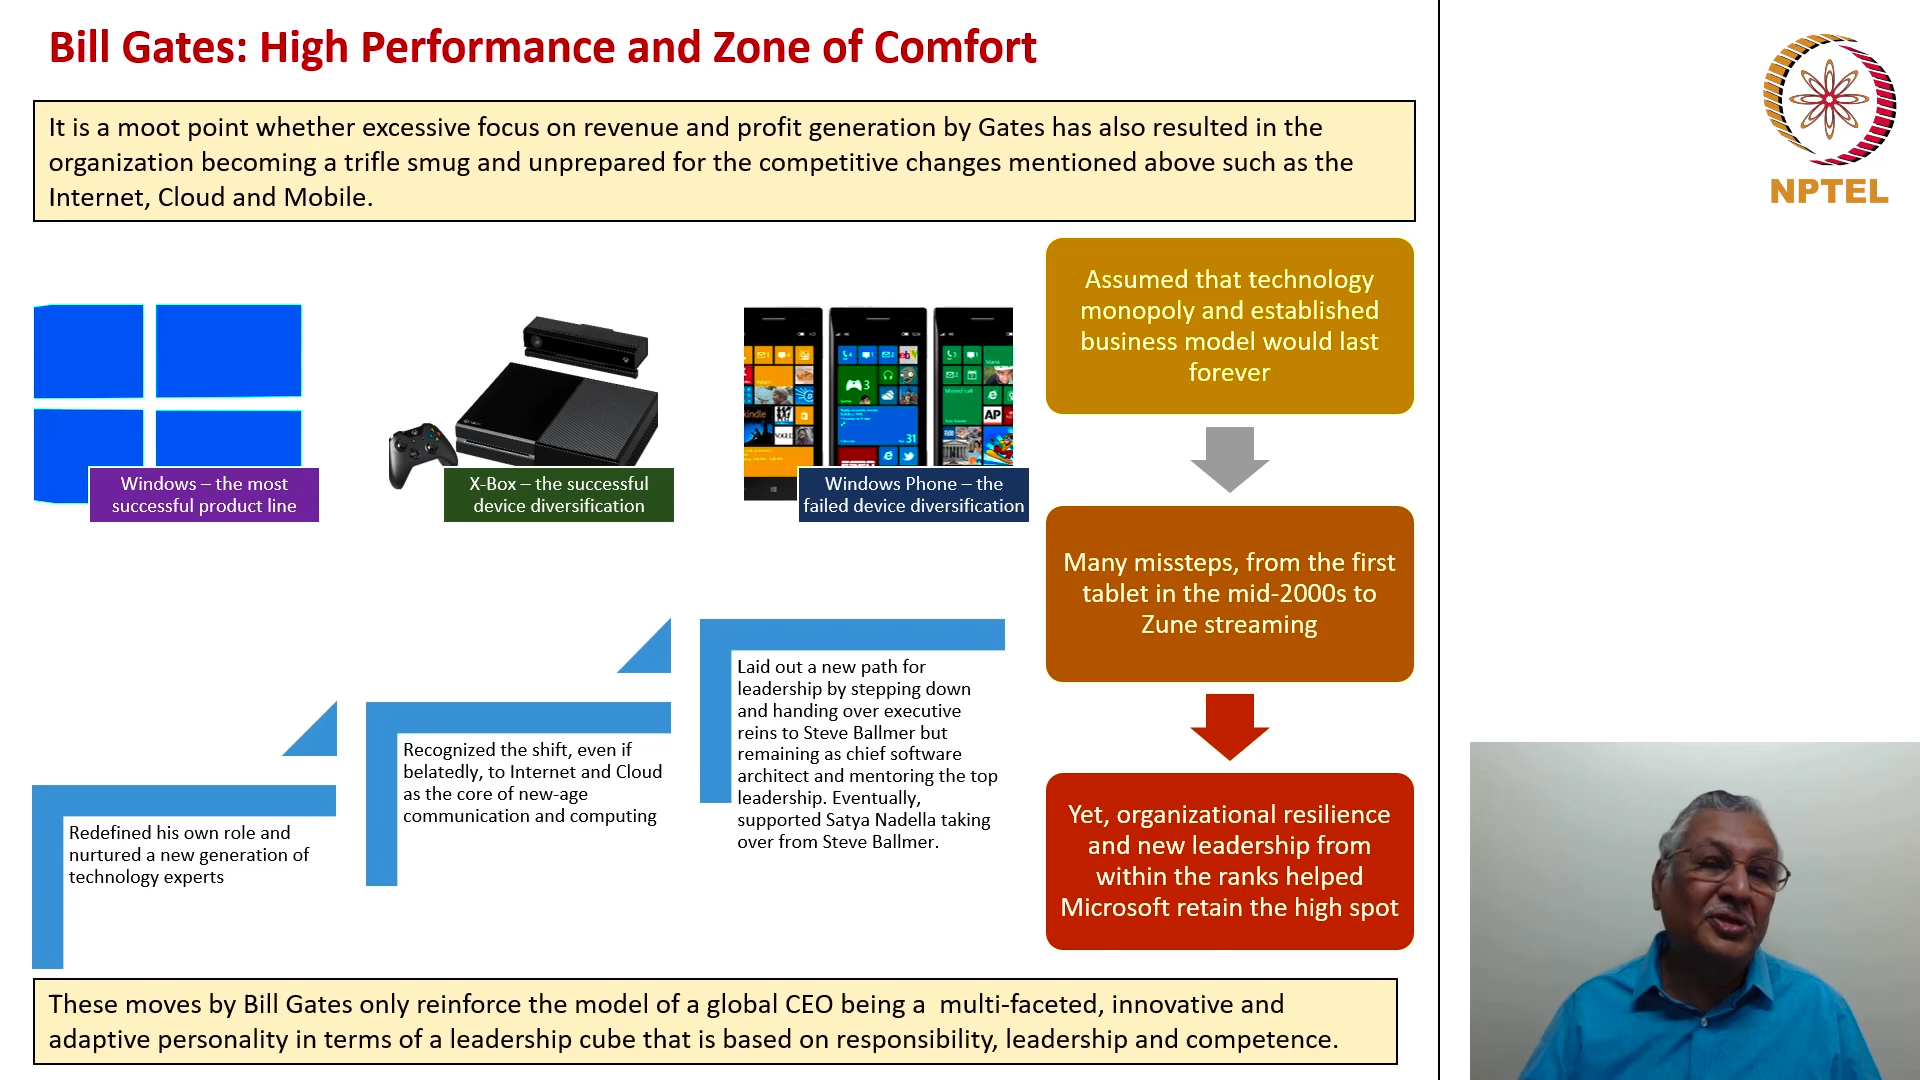 Bill Gates: High Performance and Zone of Comfort
NPTEL
It is a moot point whether excessive focus on revenue and profit generation by Gates has also resulted in the
organization becoming a trifle smug and unprepared for the competitive changes mentioned above such as the
Internet, Cloud and Mobile.
Windows – the most
successful product line
X-Box – the successful
device diversification
Windows Phone – the
failed device diversification
Assumed that technology
monopoly and established
business model would last
forever
Many missteps, from the first
tablet in the mid-2000s to
Zune streaming
Yet, organizational resilience
and new leadership from
within the ranks helped
Microsoft retain the high spot
Redefined his own role and
nurtured a new generation of
technology experts
Recognized the shift, even if
belatedly, to Internet and Cloud
as the core of new-age
communication and computing
Laid out a new path for
leadership by stepping down
and handing over executive
reins to Steve Ballmer but
remaining as chief software
architect and mentoring the top
leadership. Eventually,
supported Satya Nadella taking
over from Steve Ballmer.
These moves by Bill Gates only reinforce the model of a global CEO being a  multi-faceted, innovative and
adaptive personality in terms of a leadership cube that is based on responsibility, leadership and competence.